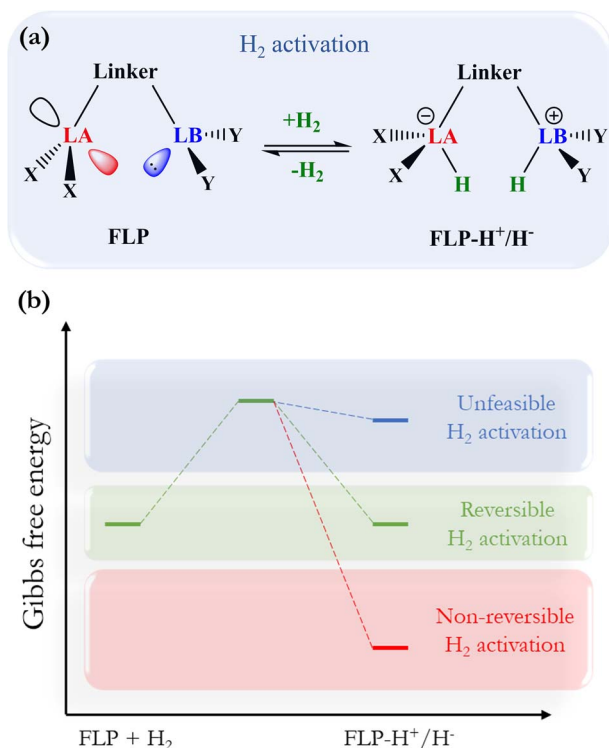 (a)
H₂ activation
Linker
LA
LB
X
X
Y
Y
FLP
+H₂
-H₂
Linker
⊖
⊕
LA
LB
X
X
H
H
Y
Y
FLP-H⁺/H⁻
(b)
Gibbs free energy
Unfeasible
H₂ activation
Reversible
H₂ activation
Non-reversible
H₂ activation
FLP + H₂
FLP-H⁺/H⁻